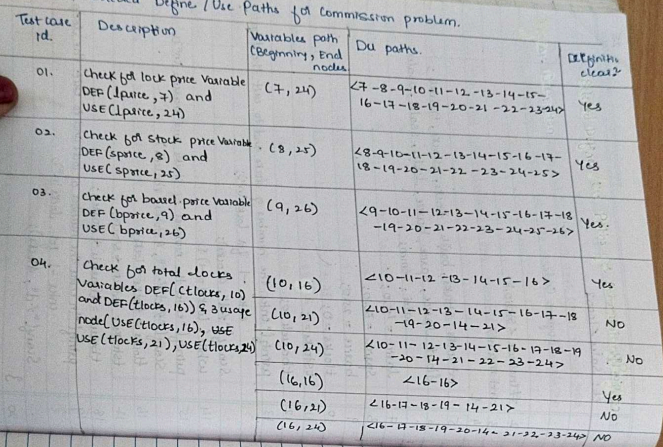 Define / Use Paths for Commission problem.
Test case id
Description
Variables path (Beginning, End nodes
Du paths.
clear?
01.
check for lock price Variable
DEF (lprice, 7) and
USE (lprice, 24)
(7, 24)
<7-8-9-10-11-12-13-14-15-
16-17-18-19-20-21-22-23-24>
Yes
02.
check for stock price Variable
DEF (sprice, 8) and
USE (sprice, 25)
(8, 25)
<8-9-10-11-12-13-14-15-16-17-
18-19-20-21-22-23-24-25>
Yes
03.
check for barrel price Variable
DEF (bprice, 9) and
USE (bprice, 26)
(9, 26)
<9-10-11-12-13-14-15-16-17-18
-19-20-21-22-23-24-25-26>
Yes.
04.
Check for total locks
Variables DEF((tlocks, 10)
and DEF(tlocks, 16)) & 3 usage
node(USE(tlocks, 16), USE
USE(tlocks, 21), USE(tlocks, 24)
(10, 16)
<10-11-12-13-14-15-16>
Yes
(10, 21)
<10-11-12-13-14-15-16-17-18
-19-20-14-21>
NO
(10, 24)
<10-11-12-13-14-15-16-17-18-19
-20-14-21-22-23-24>
NO
(16, 16)
<16-16>
Yes
(16, 21)
<16-17-18-19-14-21>
NO
(16, 24)
<16-17-18-19-20-14-21-22-23-24>
NO